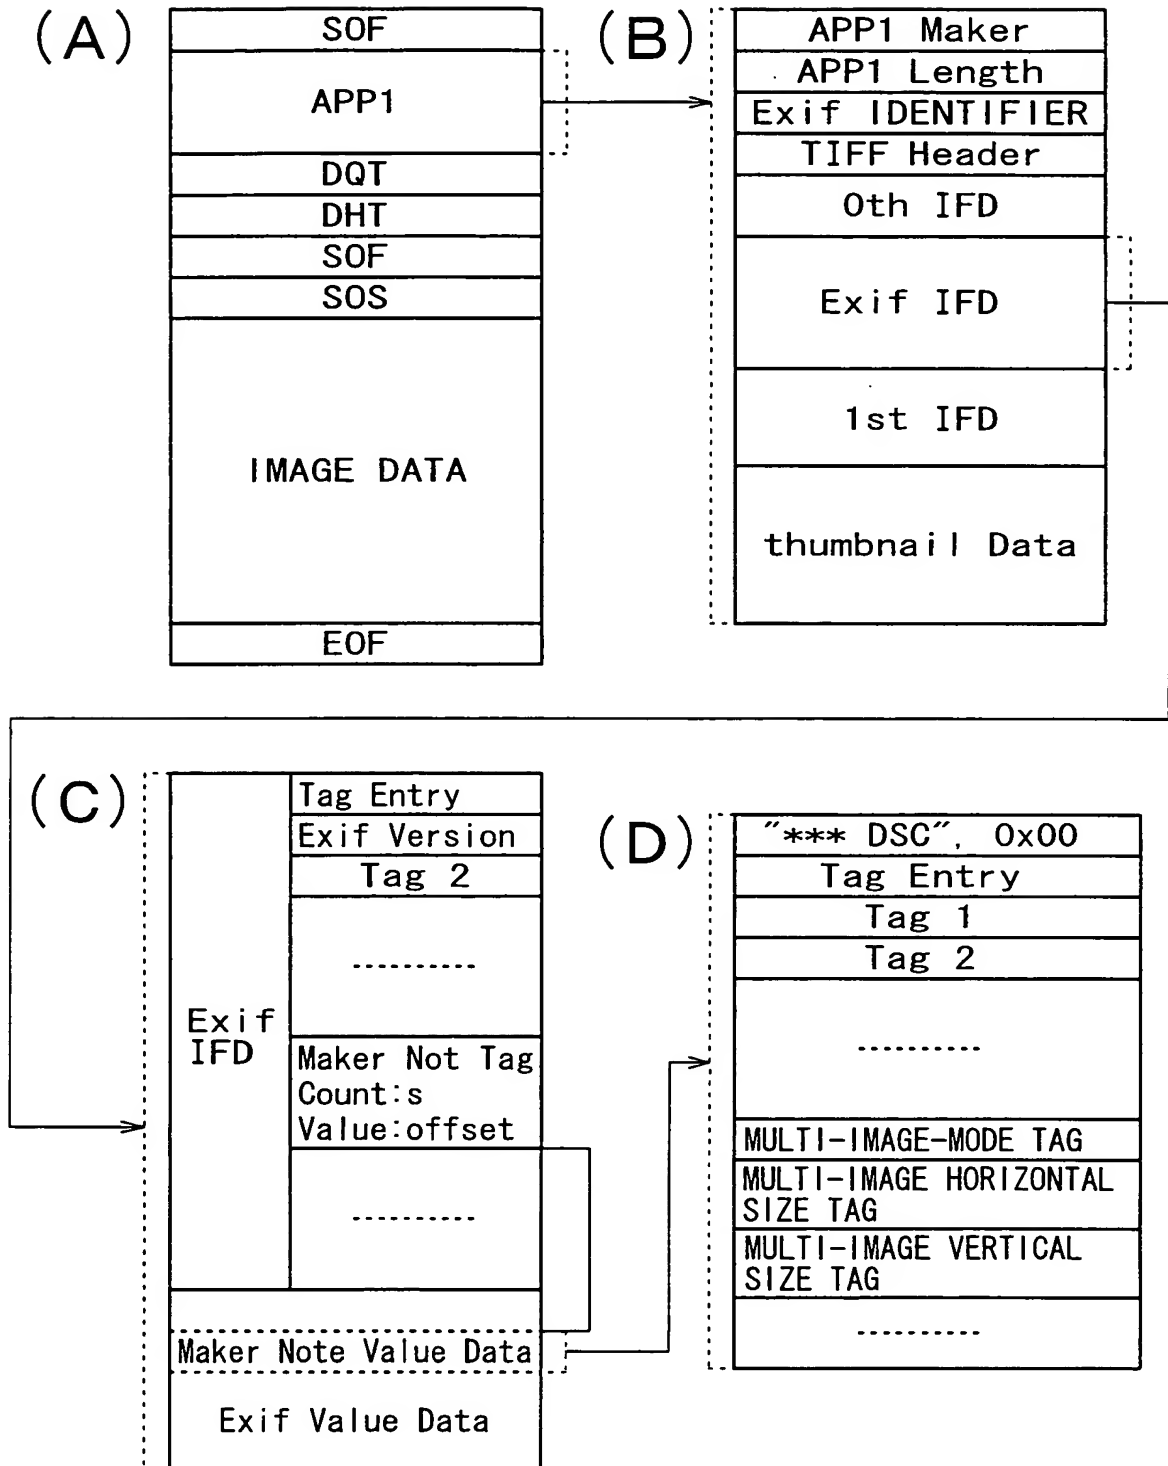 (A)
SOF
APP1
DQT
DHT
SOF
SOS
IMAGE DATA
EOF
(B)
APP1 Maker
APP1 Length
Exif IDENTIFIER
TIFF Header
0th IFD
Exif IFD
1st IFD
thumbnail Data
(C)
Exif
IFD
Tag Entry
Exif Version
Tag 2
----------
Maker Not Tag
Count:s
Value:offset
----------
Maker Note Value Data
Exif Value Data
(D)
"*** DSC", 0x00
Tag Entry
Tag 1
Tag 2
----------
MULTI-IMAGE-MODE TAG
MULTI-IMAGE HORIZONTAL
SIZE TAG
MULTI-IMAGE VERTICAL
SIZE TAG
----------